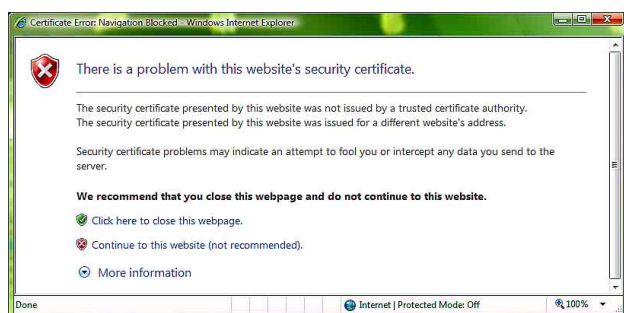 Certificate Error: Navigation Blocked - Windows Internet Explorer
There is a problem with this website's security certificate.
The security certificate presented by this website was not issued by a trusted certificate authority.
The security certificate presented by this website was issued for a different website's address.
Security certificate problems may indicate an attempt to fool you or intercept any data you send to the
server.
We recommend that you close this webpage and do not continue to this website.
Click here to close this webpage.
Continue to this website (not recommended).
More information
Done Internet | Protected Mode: Off 100%